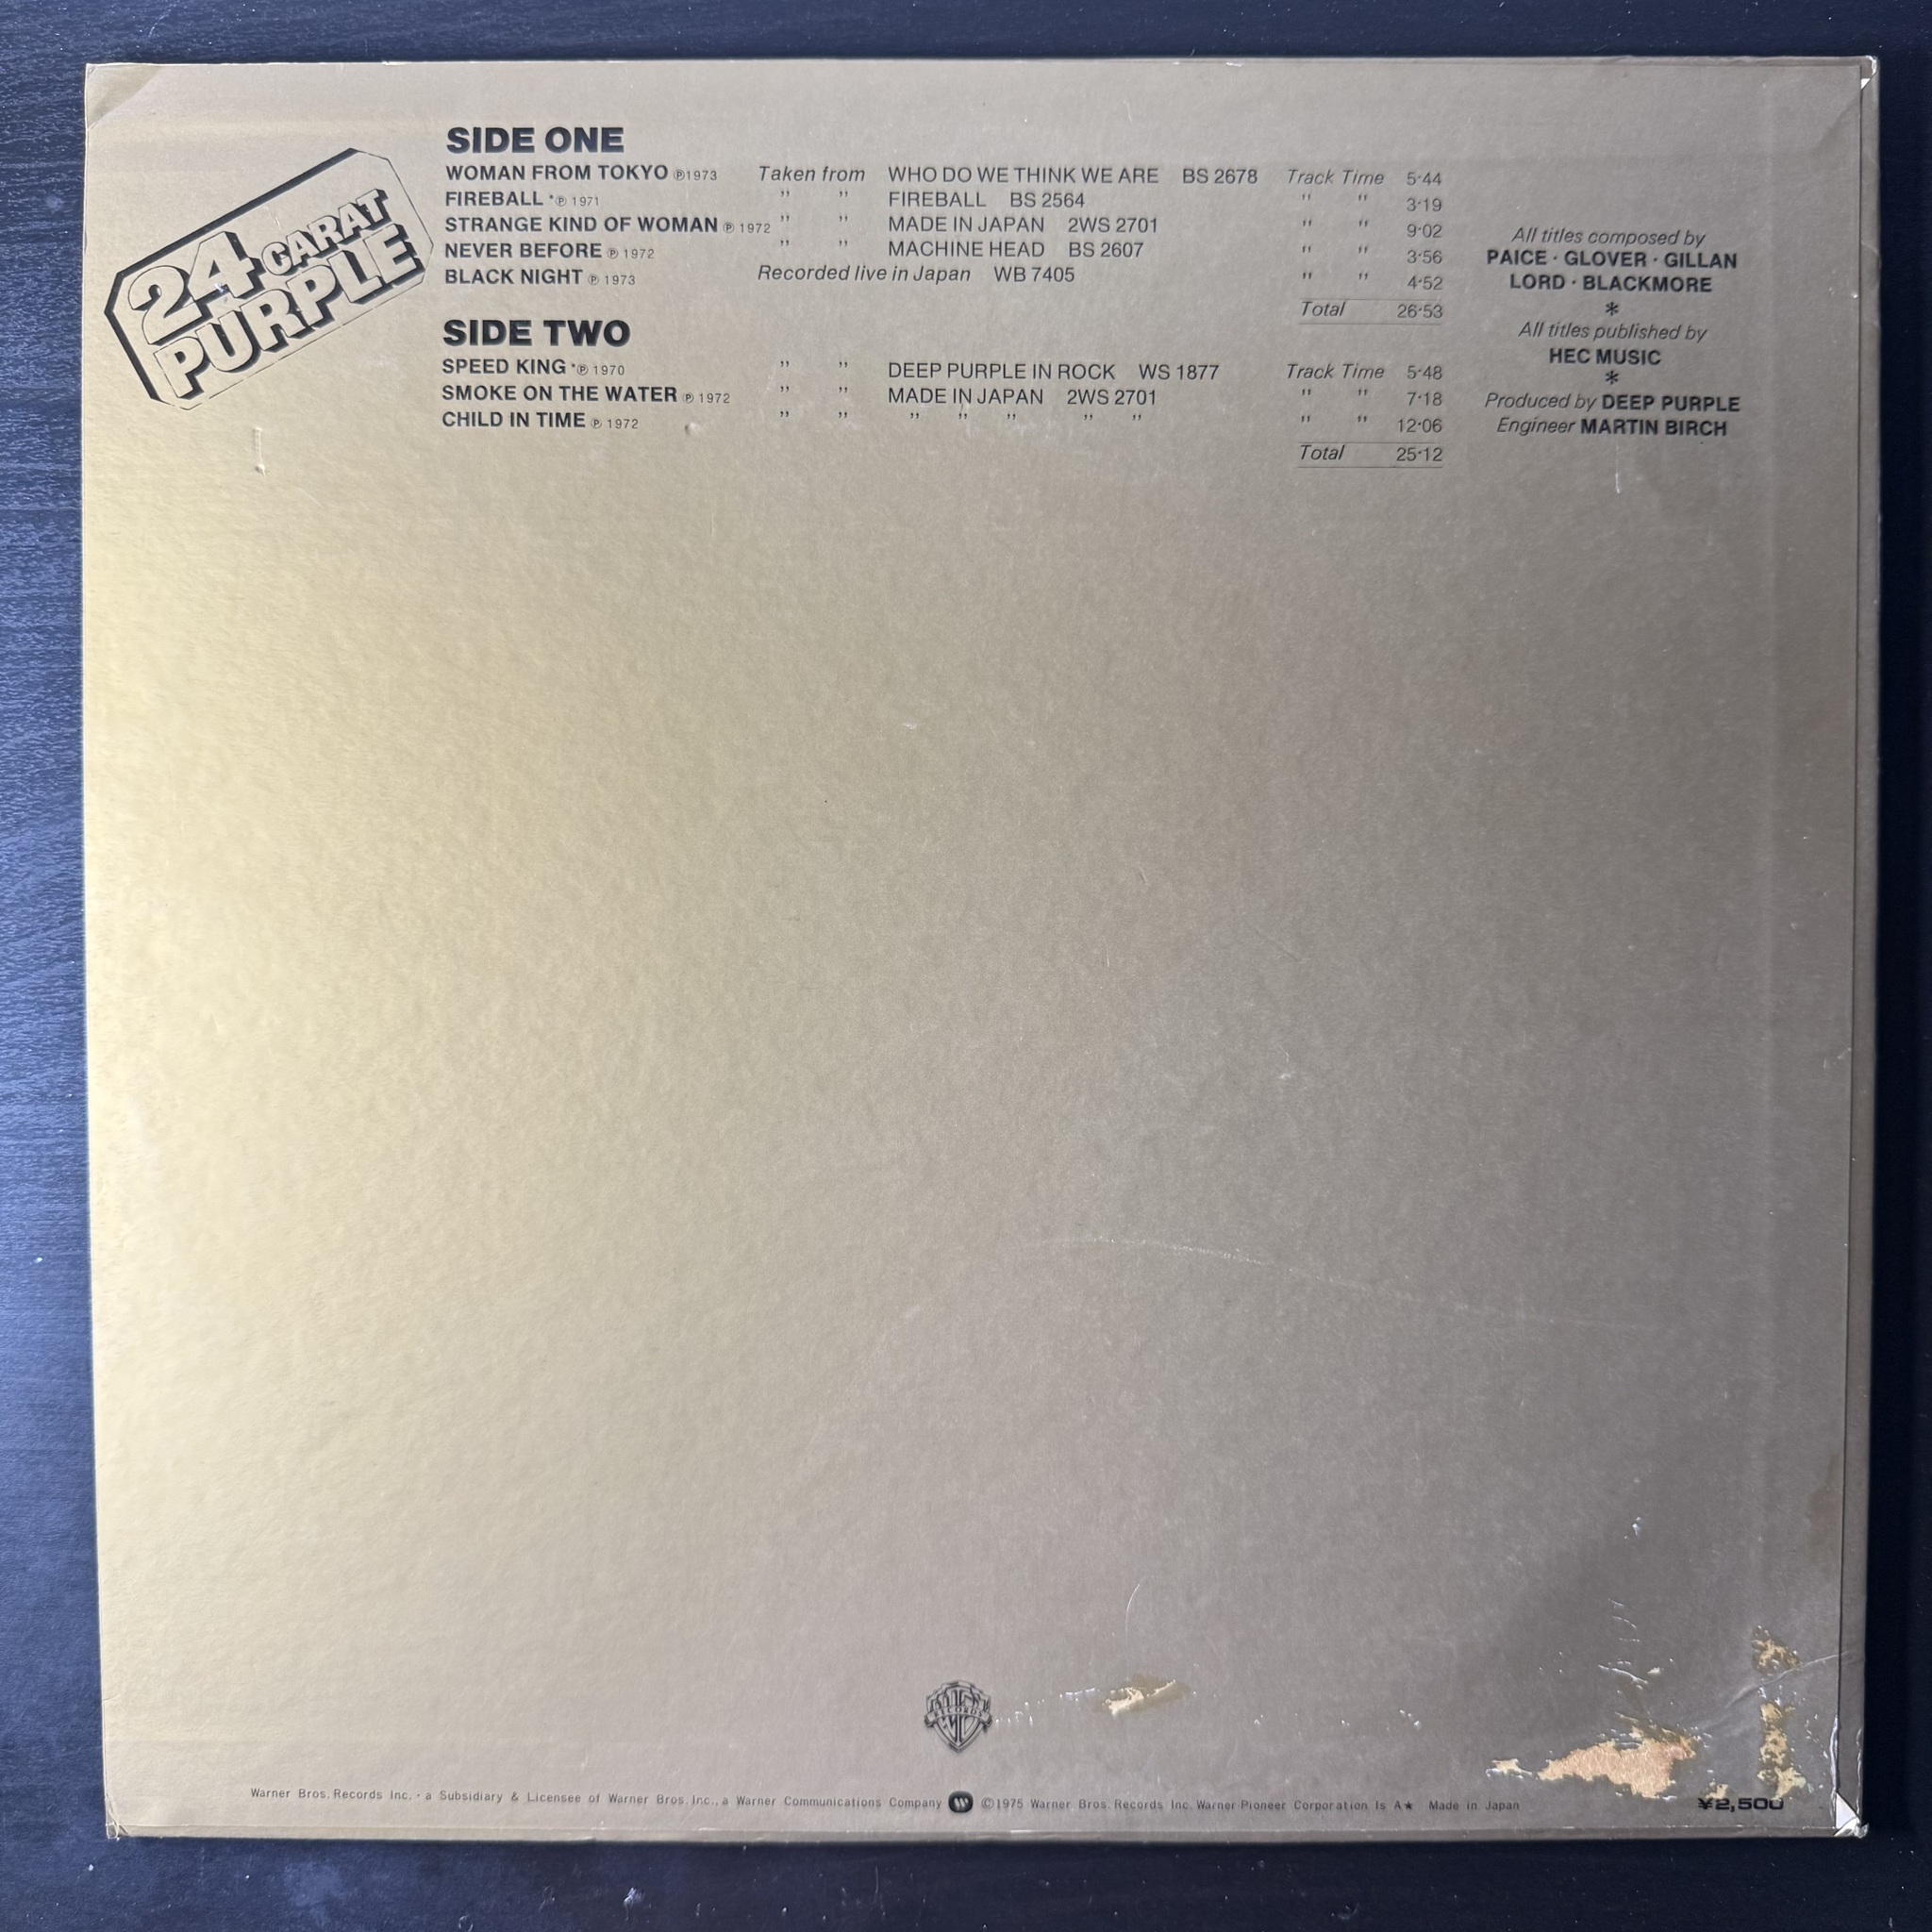 24 CARAT
PURPLE
SIDE ONE
WOMAN FROM TOKYO ℗1973 Taken from WHO DO WE THINK WE ARE BS 2678 Track Time 5·44
FIREBALL *℗ 1971 " " FIREBALL BS 2564 " " 3·19
STRANGE KIND OF WOMAN ℗ 1972 " " MADE IN JAPAN 2WS 2701 " " 9·02
NEVER BEFORE ℗ 1972 " " MACHINE HEAD BS 2607 " " 3·56
BLACK NIGHT ℗ 1973 Recorded live in Japan WB 7405 " " 4·52
Total 26·53
SIDE TWO
SPEED KING *℗ 1970 " " DEEP PURPLE IN ROCK WS 1877 Track Time 5·48
SMOKE ON THE WATER ℗ 1972 " " MADE IN JAPAN 2WS 2701 " " 7·18
CHILD IN TIME ℗ 1972 " " " " " " " " " 12·06
Total 25·12
All titles composed by
PAICE · GLOVER · GILLAN
LORD · BLACKMORE
*
All titles published by
HEC MUSIC
*
Produced by DEEP PURPLE
Engineer MARTIN BIRCH
RECORDS
Warner Bros. Records Inc. · a Subsidiary & Licensee of Warner Bros. Inc., a Warner Communications Company ©1975 Warner Bros. Records Inc. Warner-Pioneer Corporation Is A★ Made in Japan
¥2,500